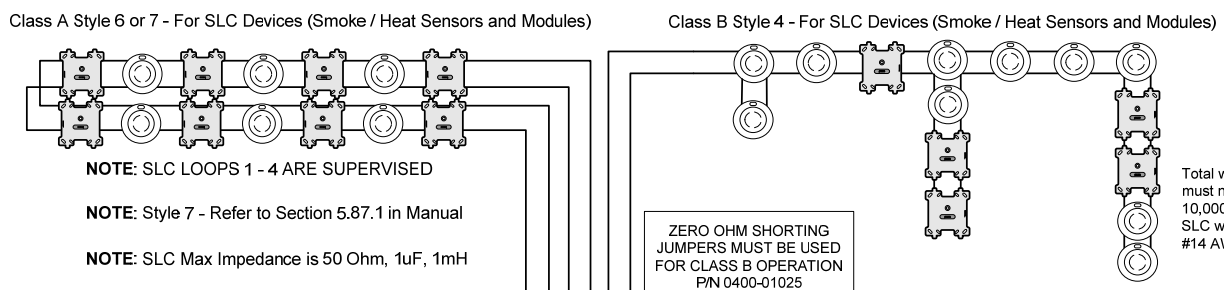 Class A Style 6 or 7 - For SLC Devices (Smoke / Heat Sensors and Modules)
NOTE: SLC LOOPS 1 - 4 ARE SUPERVISED
NOTE: Style 7 - Refer to Section 5.87.1 in Manual
NOTE: SLC Max Impedance is 50 Ohm, 1uF, 1mH
Class B Style 4 - For SLC Devices (Smoke / Heat Sensors and Modules)
ZERO OHM SHORTING
JUMPERS MUST BE USED
FOR CLASS B OPERATION
P/N 0400-01025
Total
must
10,000
SLC
#14